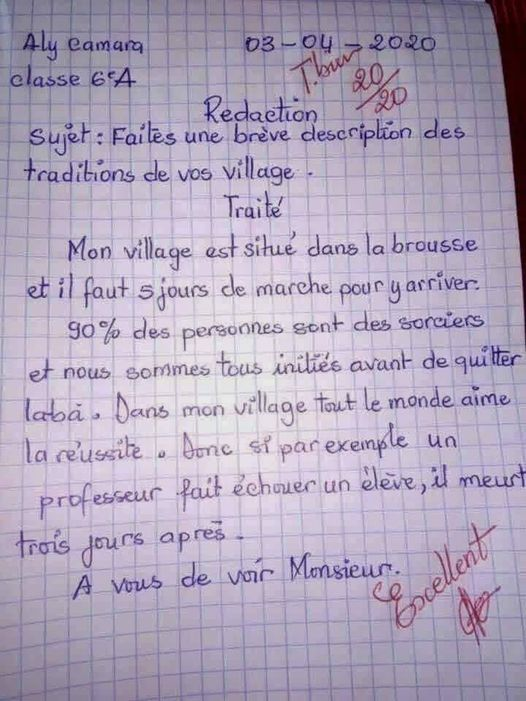 Aly Camara 03-04-2020
classe 6eA T.bien 20/20
Redaction
Sujet : Faites une brève description des
traditions de vos village.
Traité
Mon village est situé dans la brousse
et il faut 5 jours de marche pour y arriver.
90% des personnes sont des sorciers
et nous sommes tous initiés avant de quitter
labà. Dans mon village tout le monde aime
la réussite. Donc si par exemple un
professeur fait échouer un élève, il meurt
trois jours après.
A vous de voir Monsieur.
Excellent